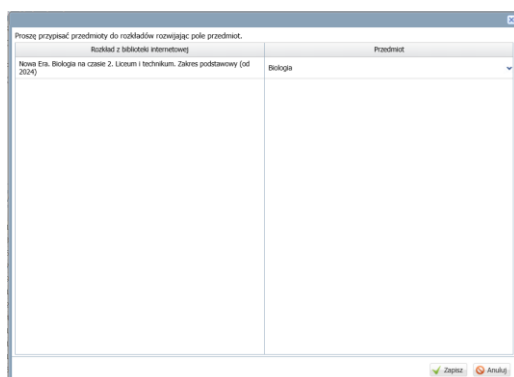 Proszę przypisać przedmioty do rozkładów rozwijając pole przedmiot.
Rozkład z biblioteki internetowej
Przedmiot
Nowa Era. Biologia na czasie 2. Liceum i technikum. Zakres podstawowy (od
2024)
Biologia
Zapisz
Anuluj